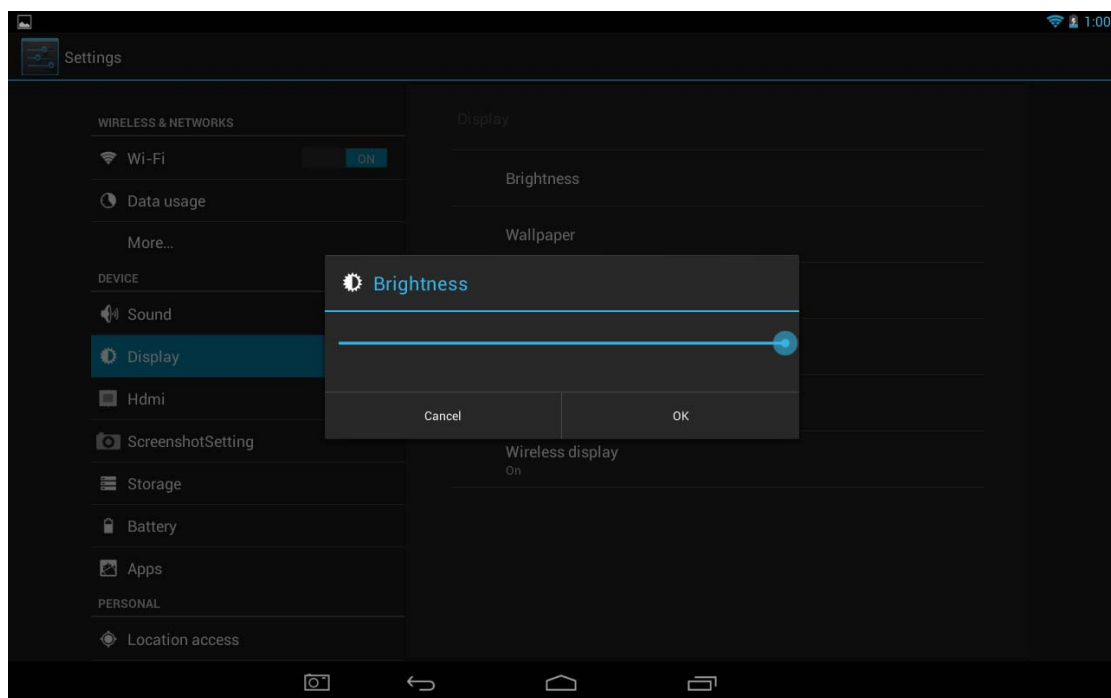 1:00
Settings
WIRELESS & NETWORKS
Wi-Fi
ON
Data usage
More...
DEVICE
Sound
Display
Hdmi
ScreenshotSetting
Storage
Battery
Apps
PERSONAL
Location access
Display
Brightness
Wallpaper
Wireless display
On
Brightness
Cancel
OK